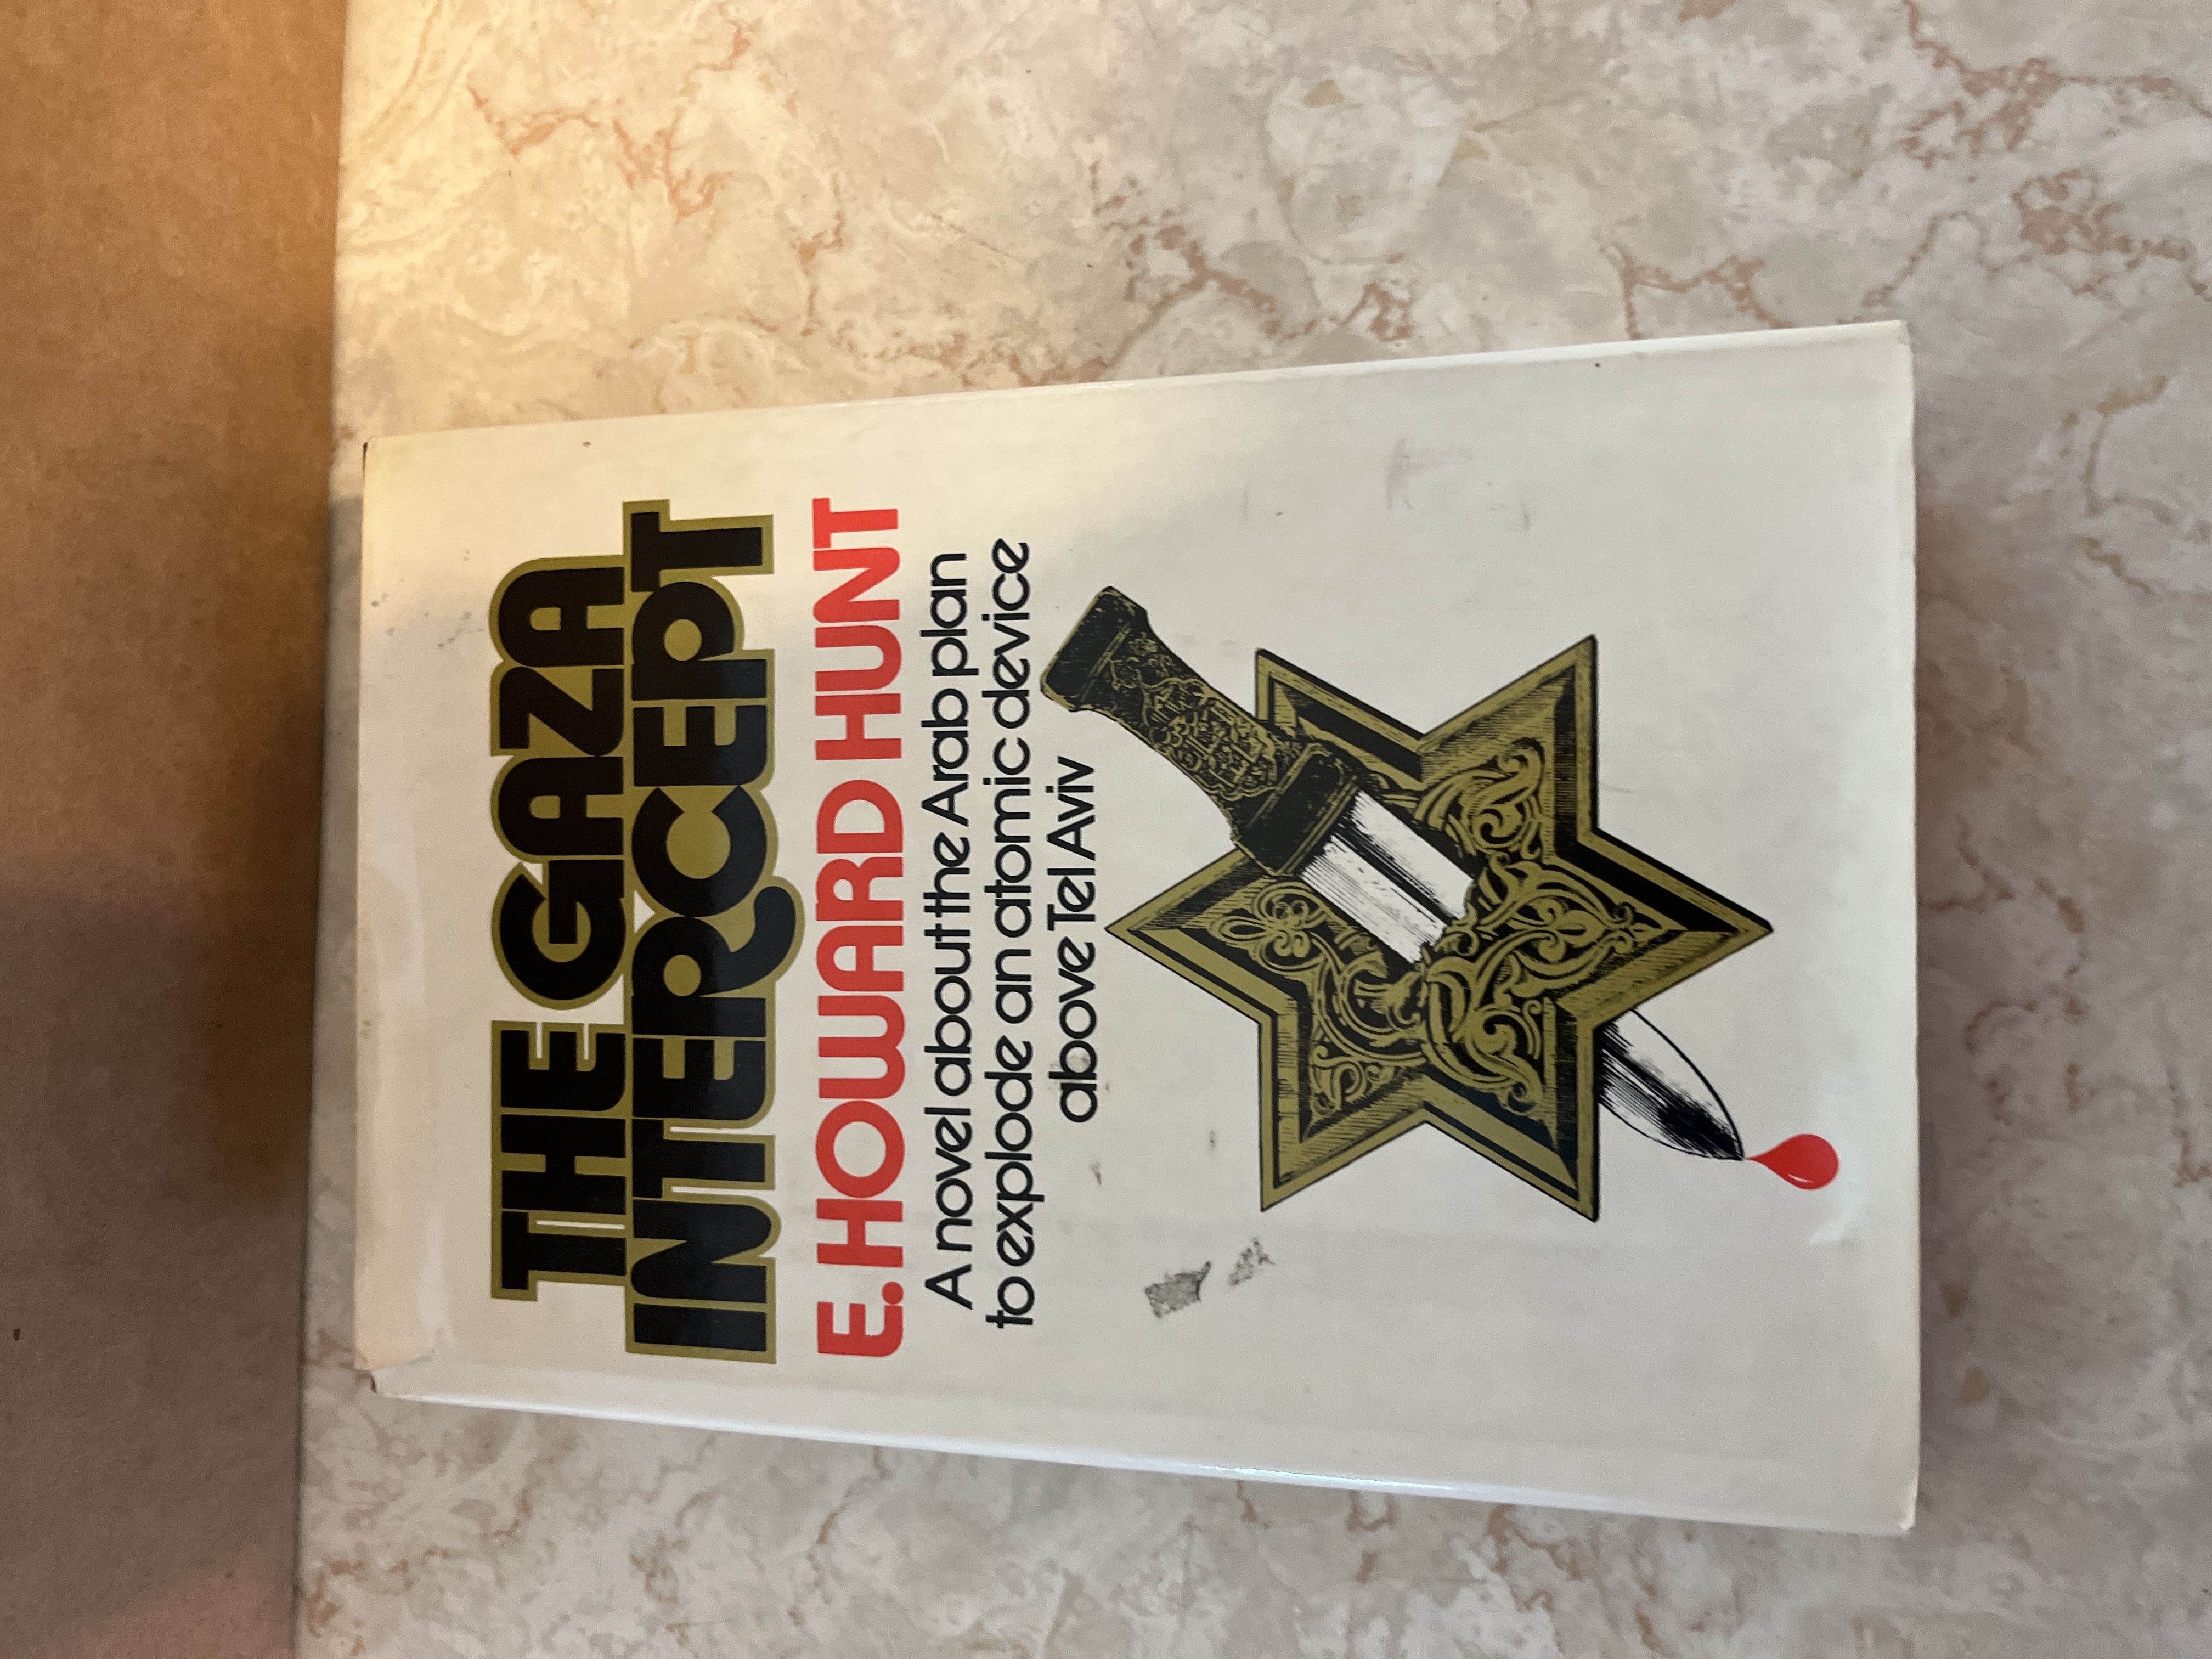 THE GAZA
INTERCEPT
E. HOWARD HUNT
A novel about the Arab plan
to explode an atomic device
above Tel Aviv